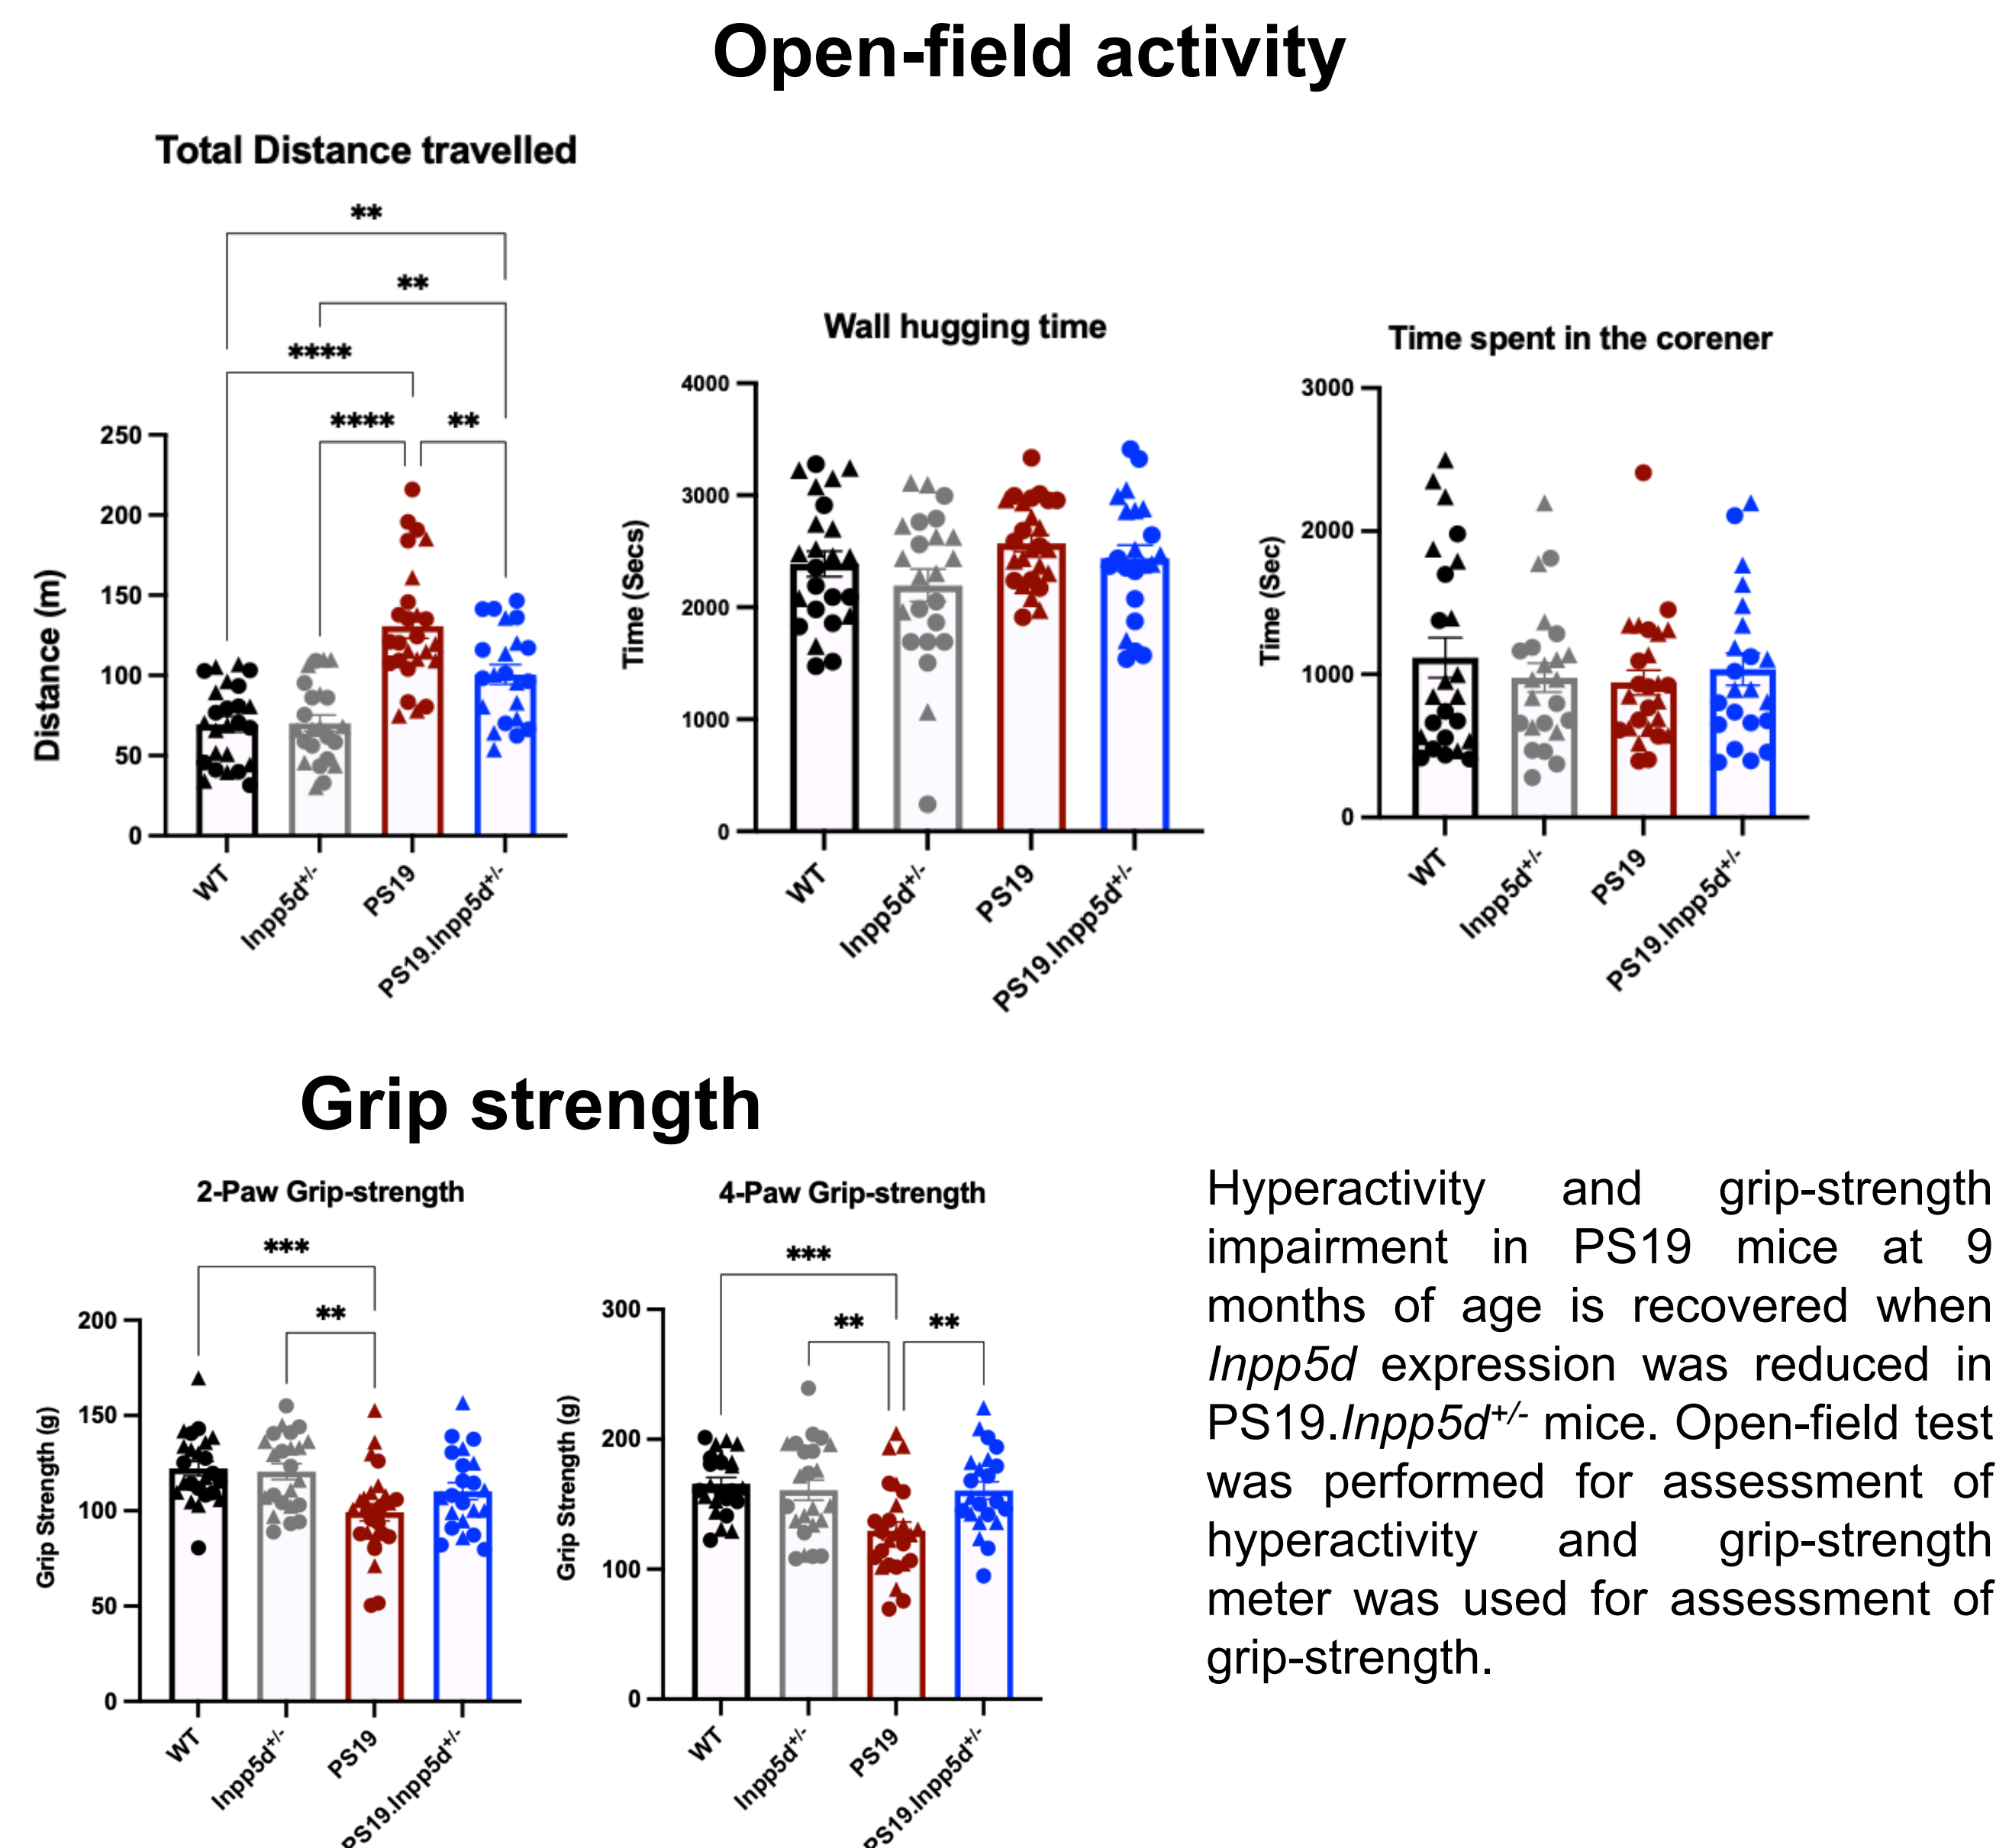 Open-field activity
Total Distance travelled
**
**
****
****
**
Distance (m)
250
200
150
100
50
0
WT
Inpp5d+/-
PS19
PS19.Inpp5d+/-
Wall hugging time
Time (Secs)
4000
3000
2000
1000
0
WT
Inpp5d+/-
PS19
PS19.Inpp5d+/-
Time spent in the corener
Time (Sec)
3000
2000
1000
0
WT
Inpp5d+/-
PS19
PS19.Inpp5d+/-
Grip strength
2-Paw Grip-strength
***
**
Grip Strength (g)
200
150
100
50
0
WT
Inpp5d+/-
PS19
PS19.Inpp5d+/-
4-Paw Grip-strength
***
**
**
Grip Strength (g)
300
200
100
0
WT
Inpp5d+/-
PS19
PS19.Inpp5d+/-
Hyperactivity and grip-strength
impairment in PS19 mice at 9
months of age is recovered when
Inpp5d expression was reduced in
PS19.Inpp5d+/- mice. Open-field test
was performed for assessment of
hyperactivity and grip-strength
meter was used for assessment of
grip-strength.